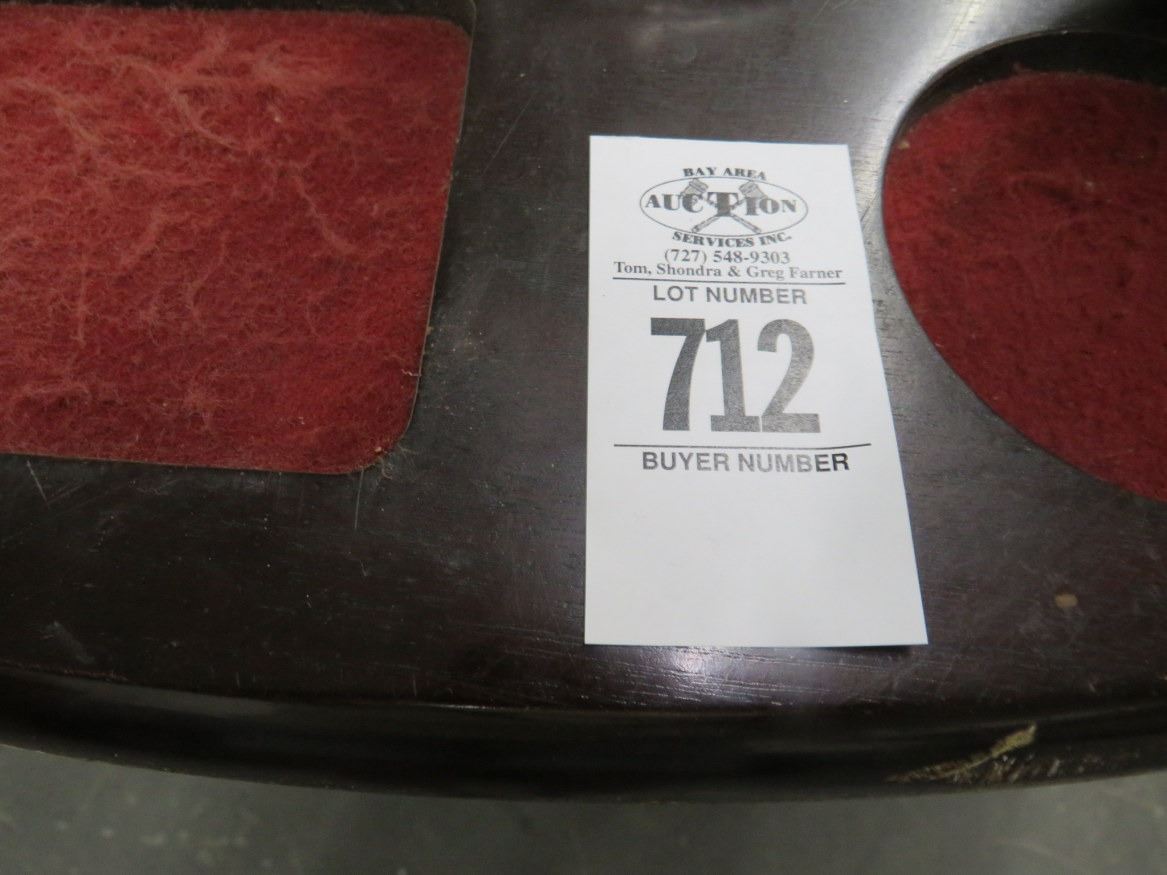 BAY AREA
AUCTION
SERVICES INC.
(727) 548-9303
Tom, Shondra & Greg Farner
LOT NUMBER
712
BUYER NUMBER